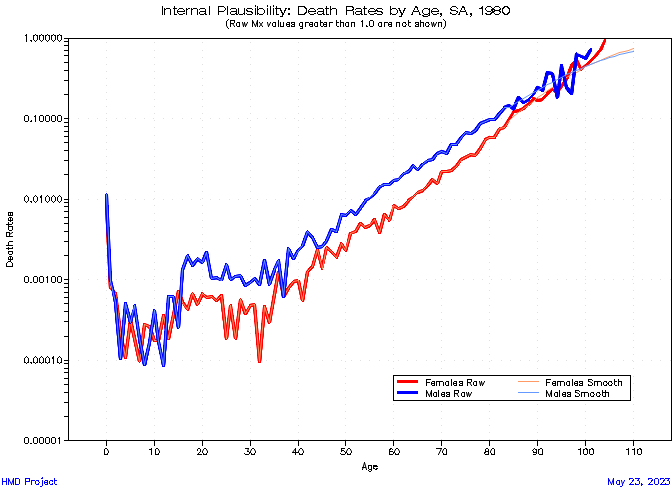 Internal Plausibility: Death Rates by Age, SA, 1980
(Raw Mx values greater than 1.0 are not shown)
1.00000
0.10000
0.01000
0.00100
0.00010
0.00001
Death Rates
0 10 20 30 40 50 60 70 80 90 100 110
Age
Females Raw Females Smooth
Males Raw Males Smooth
HMD Project May 23, 2023